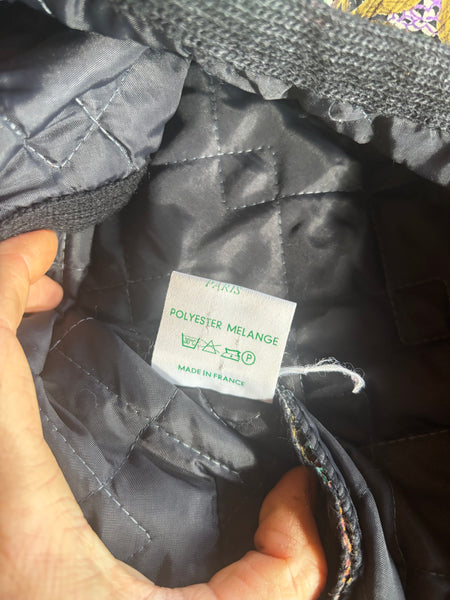 PARIS
POLYESTER MELANGE
P
MADE IN FRANCE